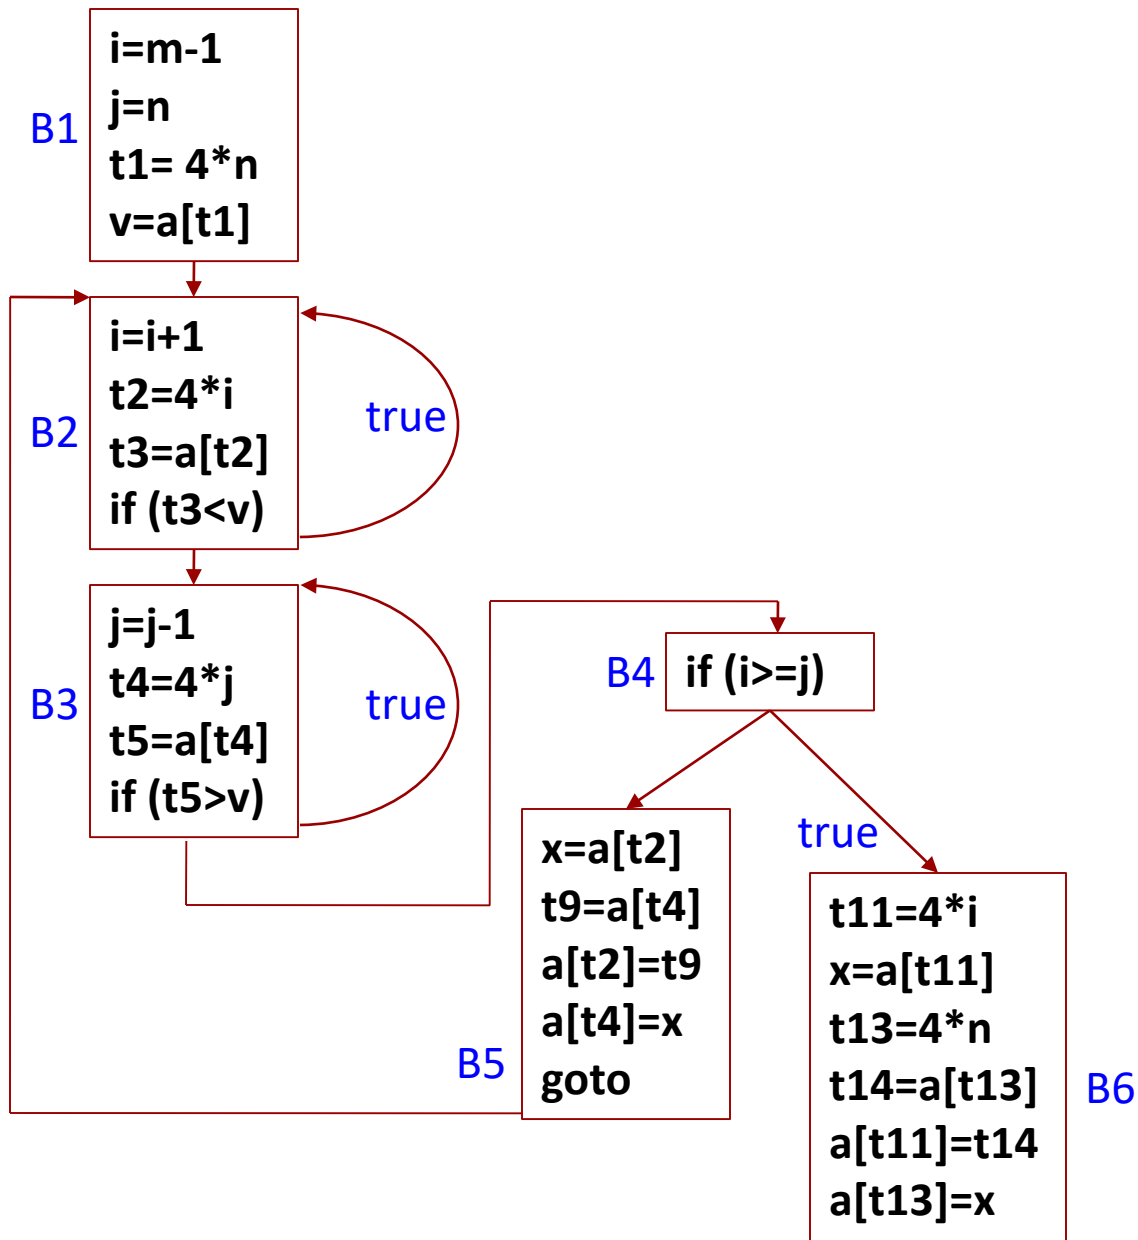 B1
i=m-1
j=n
t1= 4*n
v=a[t1]
B2
i=i+1
t2=4*i
t3=a[t2]
if (t3<v)
true
B3
j=j-1
t4=4*j
t5=a[t4]
if (t5>v)
true
B4
if (i>=j)
true
B5
x=a[t2]
t9=a[t4]
a[t2]=t9
a[t4]=x
goto
B6
t11=4*i
x=a[t11]
t13=4*n
t14=a[t13]
a[t11]=t14
a[t13]=x